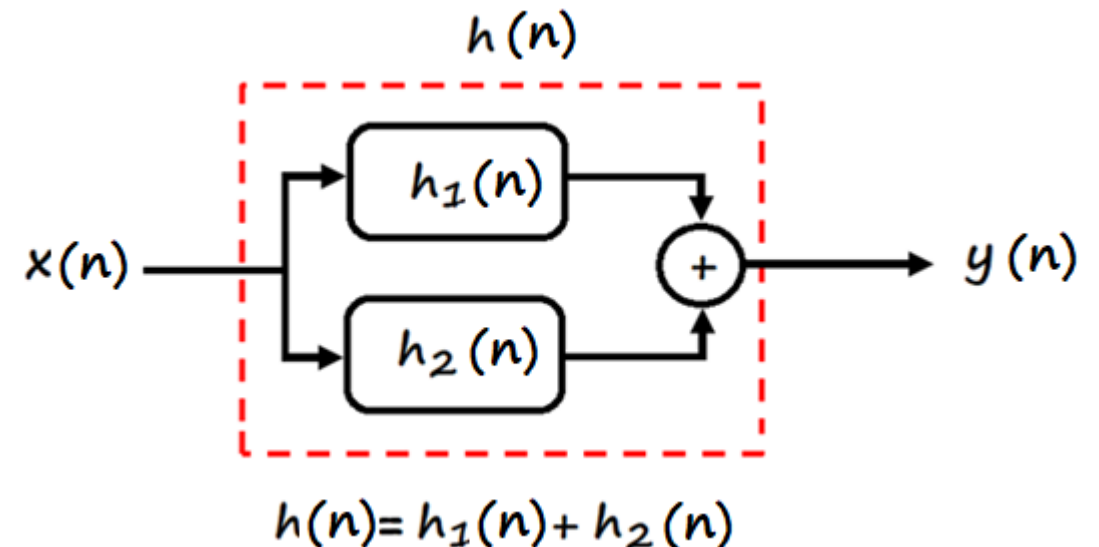 h (n)
h₁ (n)
x (n)
+
y (n)
h₂ (n)
h(n)= h₁(n)+ h₂ (n)